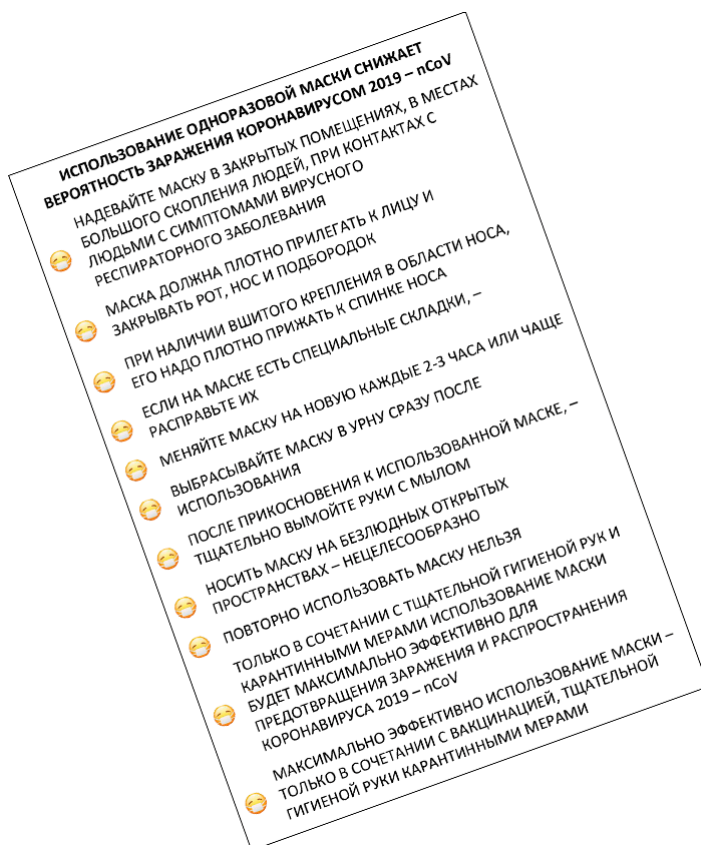 ИСПОЛЬЗОВАНИЕ ОДНОРАЗОВОЙ МАСКИ СНИЖАЕТ
ВЕРОЯТНОСТЬ ЗАРАЖЕНИЯ КОРОНАВИРУСОМ 2019 – nCoV
НАДЕВАЙТЕ МАСКУ В ЗАКРЫТЫХ ПОМЕЩЕНИЯХ, В МЕСТАХ
БОЛЬШОГО СКОПЛЕНИЯ ЛЮДЕЙ, ПРИ КОНТАКТАХ С
ЛЮДЬМИ С СИМПТОМАМИ ВИРУСНОГО
РЕСПИРАТОРНОГО ЗАБОЛЕВАНИЯ
МАСКА ДОЛЖНА ПЛОТНО ПРИЛЕГАТЬ К ЛИЦУ И
ЗАКРЫВАТЬ РОТ, НОС И ПОДБОРОДОК
ПРИ НАЛИЧИИ ВШИТОГО КРЕПЛЕНИЯ В ОБЛАСТИ НОСА,
ЕГО НАДО ПЛОТНО ПРИЖАТЬ К СПИНКЕ НОСА
ЕСЛИ НА МАСКЕ ЕСТЬ СПЕЦИАЛЬНЫЕ СКЛАДКИ, –
РАСПРАВЬТЕ ИХ
МЕНЯЙТЕ МАСКУ НА НОВУЮ КАЖДЫЕ 2-3 ЧАСА ИЛИ ЧАЩЕ
ВЫБРАСЫВАЙТЕ МАСКУ В УРНУ СРАЗУ ПОСЛЕ
ИСПОЛЬЗОВАНИЯ
ПОСЛЕ ПРИКОСНОВЕНИЯ К ИСПОЛЬЗОВАННОЙ МАСКЕ, –
ТЩАТЕЛЬНО ВЫМОЙТЕ РУКИ С МЫЛОМ
НОСИТЬ МАСКУ НА БЕЗЛЮДНЫХ ОТКРЫТЫХ
ПРОСТРАНСТВАХ – НЕЦЕЛЕСООБРАЗНО
ПОВТОРНО ИСПОЛЬЗОВАТЬ МАСКУ НЕЛЬЗЯ
ТОЛЬКО В СОЧЕТАНИИ С ТЩАТЕЛЬНОЙ ГИГИЕНОЙ РУК И
КАРАНТИННЫМИ МЕРАМИ ИСПОЛЬЗОВАНИЕ МАСКИ
БУДЕТ МАКСИМАЛЬНО ЭФФЕКТИВНО ДЛЯ
ПРЕДОТВРАЩЕНИЯ ЗАРАЖЕНИЯ И РАСПРОСТРАНЕНИЯ
КОРОНАВИРУСА 2019 – nCoV
МАКСИМАЛЬНО ЭФФЕКТИВНО ИСПОЛЬЗОВАНИЕ МАСКИ –
ТОЛЬКО В СОЧЕТАНИИ С ВАКЦИНАЦИЕЙ, ТЩАТЕЛЬНОЙ
ГИГИЕНОЙ РУКИ КАРАНТИННЫМИ МЕРАМИ